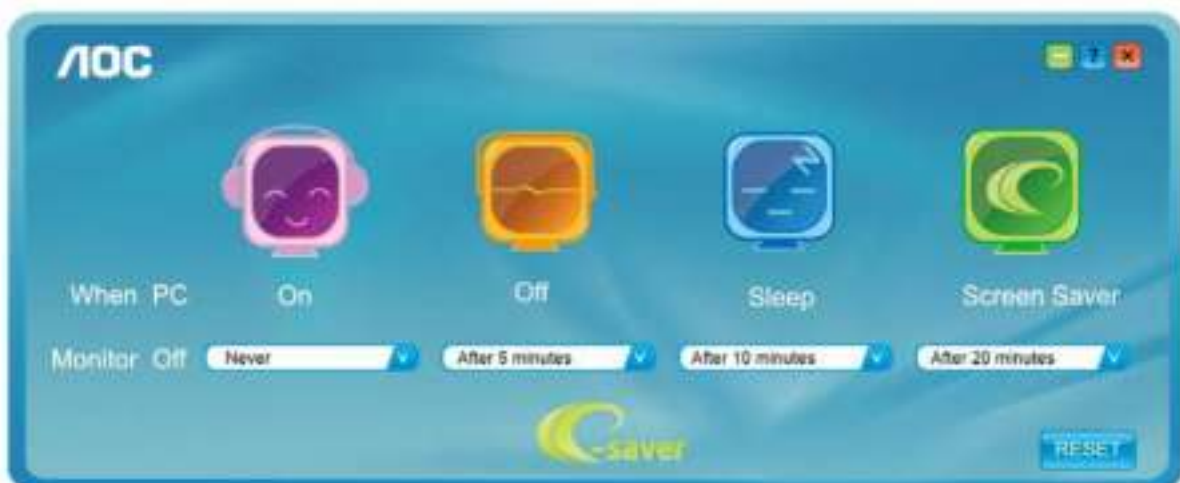 AOC
?
When PC On Off Sleep Screen Saver
Monitor Off Never After 5 minutes After 10 minutes After 20 minutes
e-saver
RESET